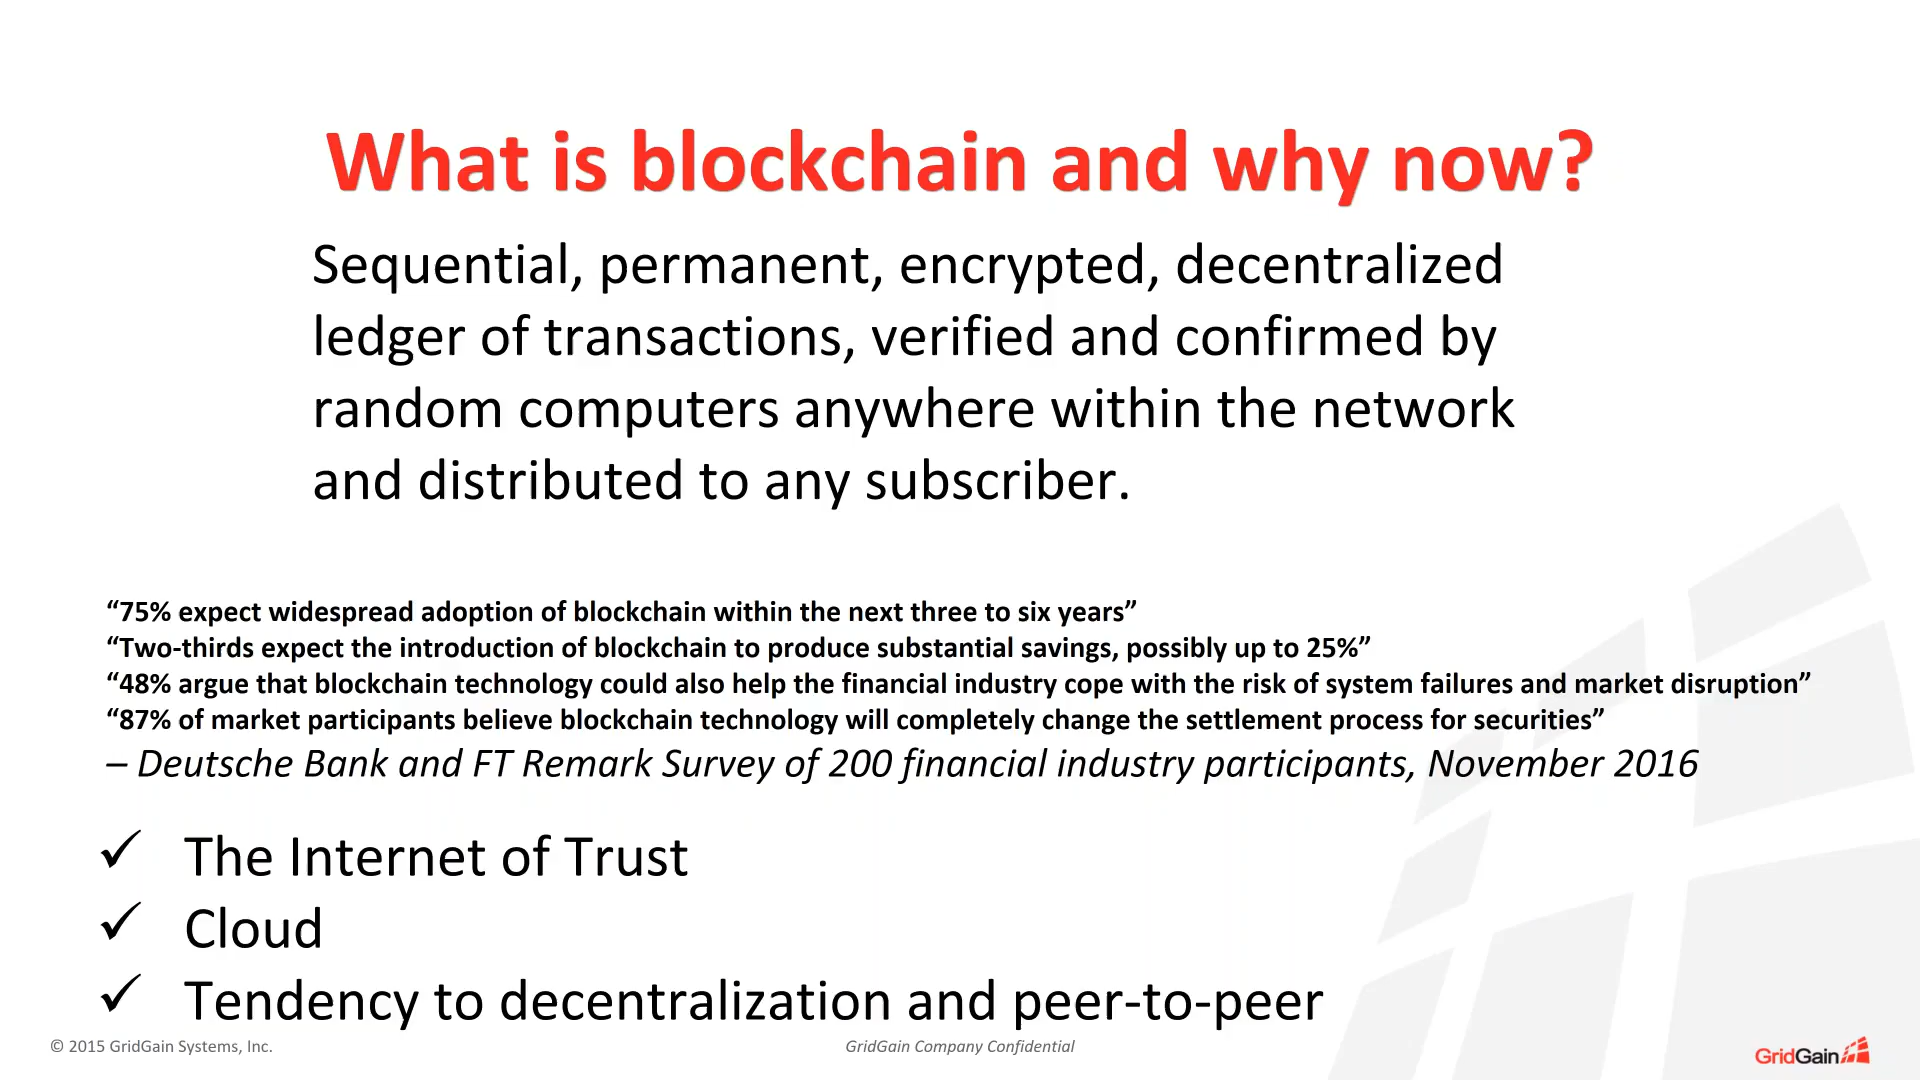 What is blockchain and why now?
Sequential, permanent, encrypted, decentralized
ledger of transactions, verified and confirmed by
random computers anywhere within the network
and distributed to any subscriber.
“75% expect widespread adoption of blockchain within the next three to six years”
“Two-thirds expect the introduction of blockchain to produce substantial savings, possibly up to 25%”
“48% argue that blockchain technology could also help the financial industry cope with the risk of system failures and market disruption”
“87% of market participants believe blockchain technology will completely change the settlement process for securities”
– Deutsche Bank and FT Remark Survey of 200 financial industry participants, November 2016
✓ The Internet of Trust
✓ Cloud
✓ Tendency to decentralization and peer-to-peer
© 2015 GridGain Systems, Inc.
GridGain Company Confidential
GridGain